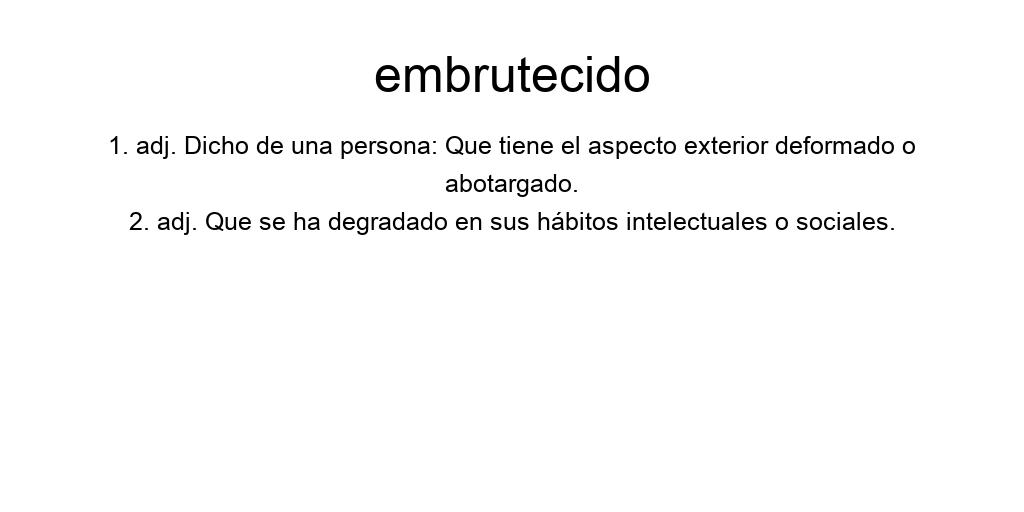 embrutecido
1. adj. Dicho de una persona: Que tiene el aspecto exterior deformado o
abotargado.
2. adj. Que se ha degradado en sus hábitos intelectuales o sociales.